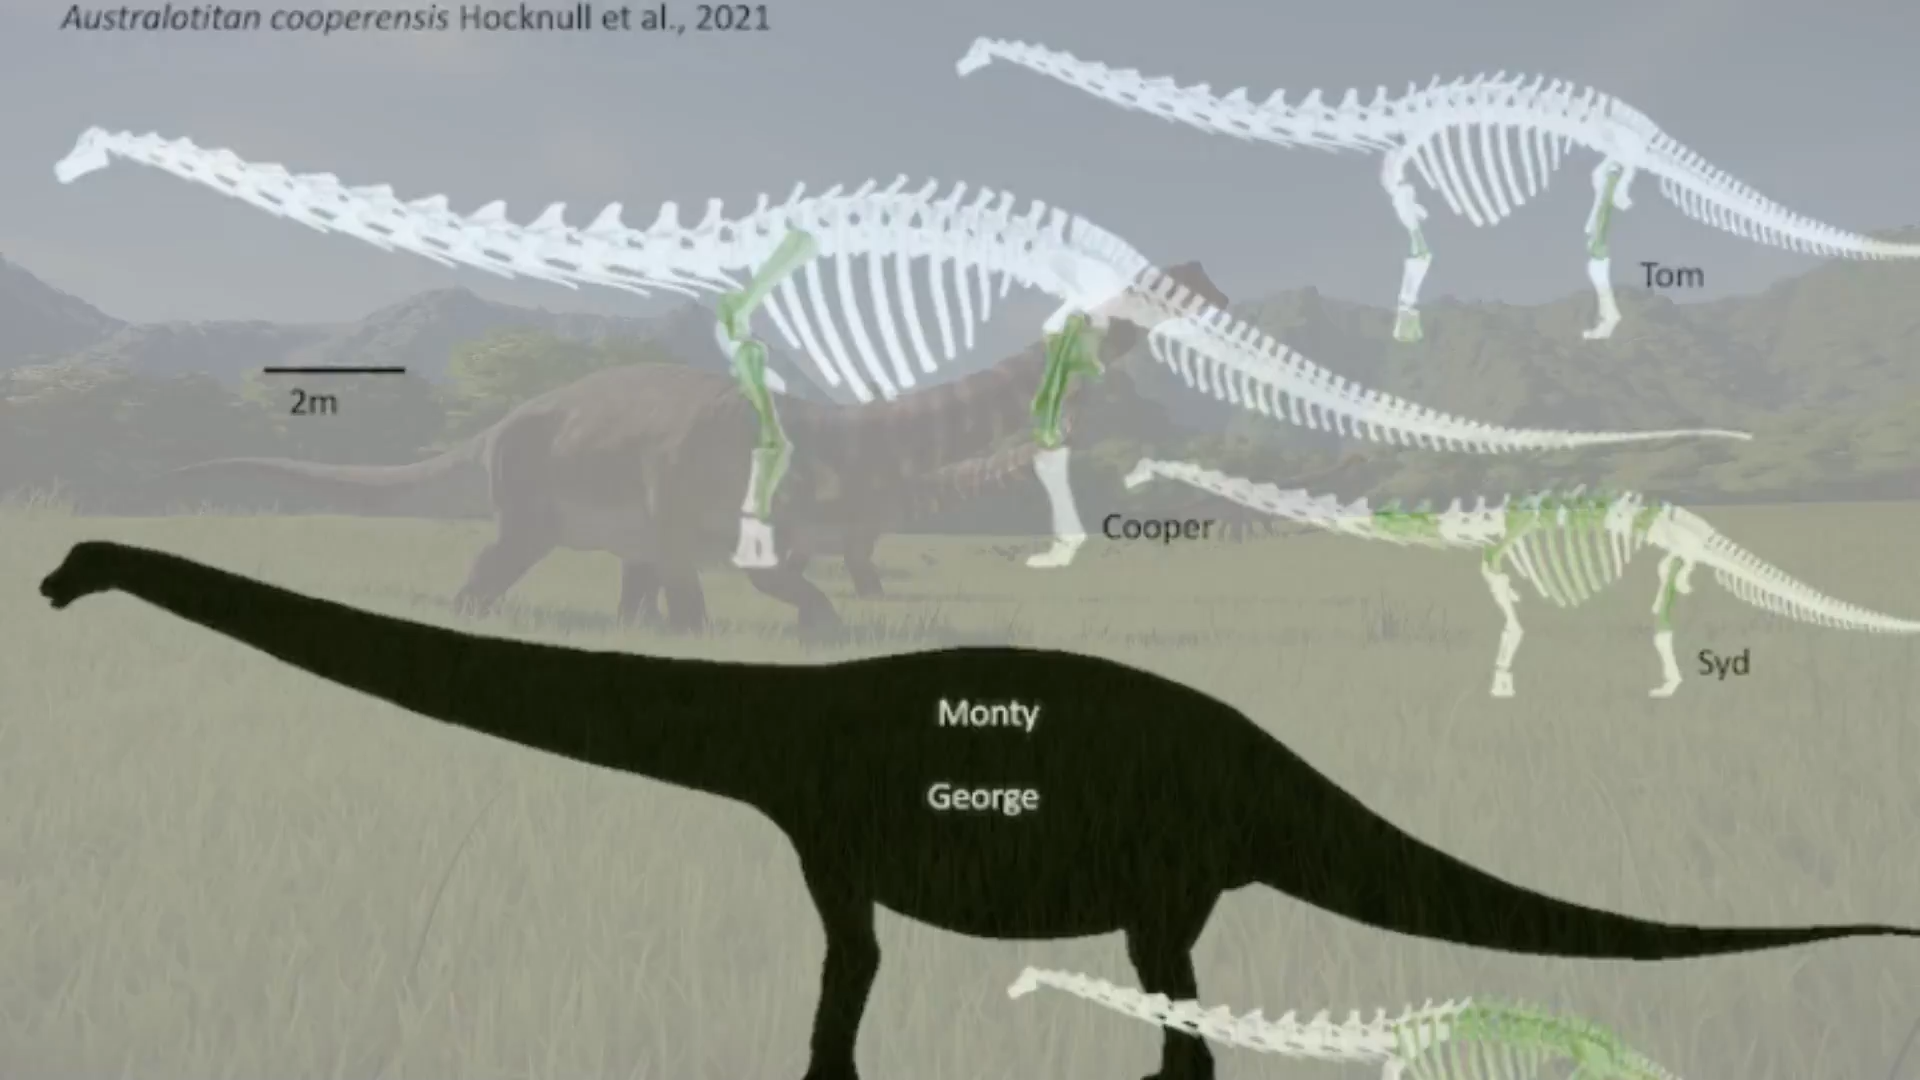 Australotitan cooperensis Hocknull et al., 2021
Tom
2m
Cooper
Syd
Monty
George